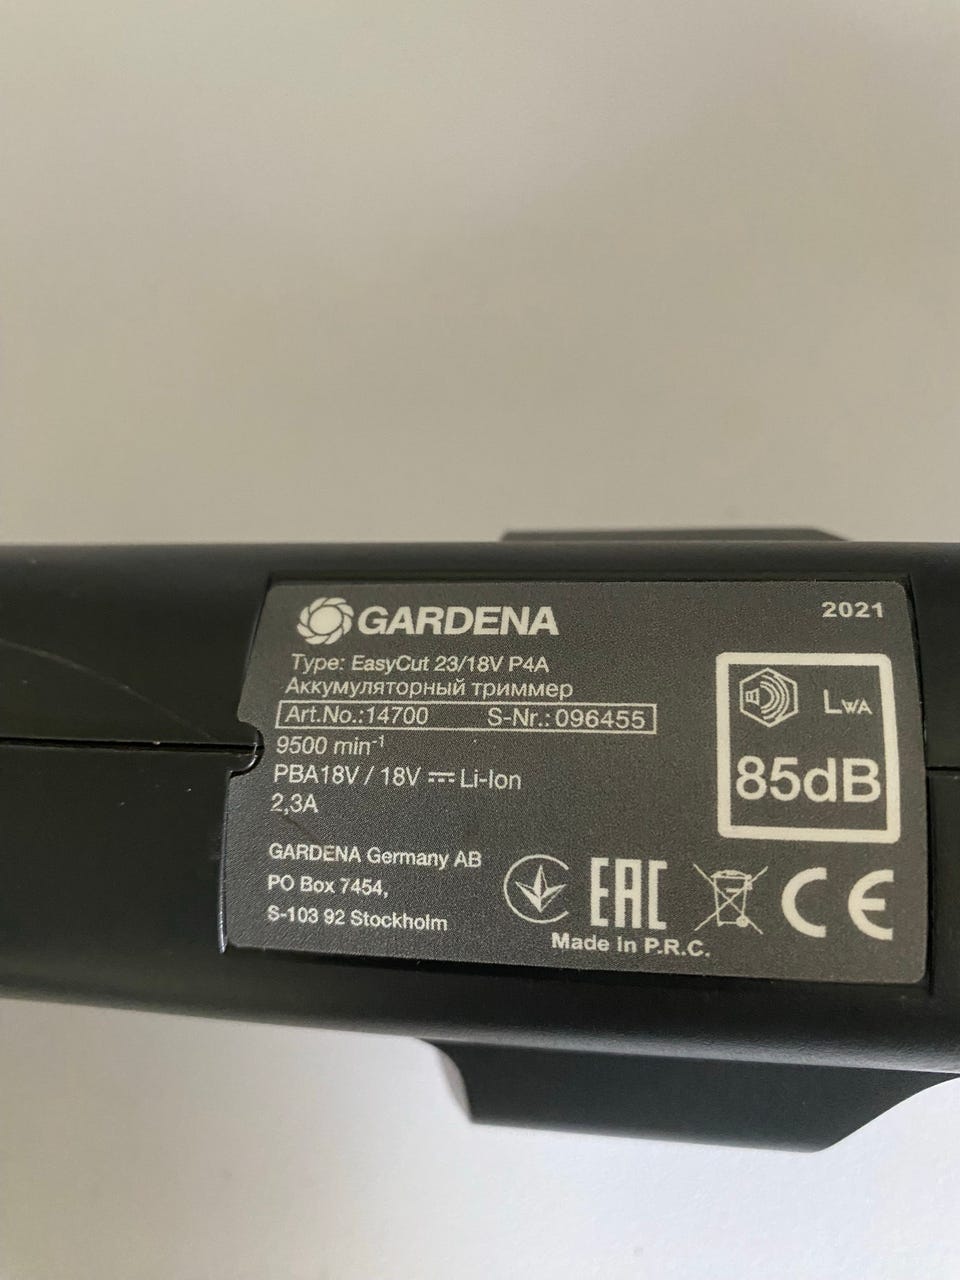 GARDENA
2021
Type: EasyCut 23/18V P4A
Аккумуляторный триммер
Art.No.:14700 S-Nr.: 096455
9500 min⁻¹
PBA18V / 18V ⎓ Li-Ion
2,3A
LWA
85dB
GARDENA Germany AB
PO Box 7454,
S-103 92 Stockholm
EAC
CE
Made in P.R.C.